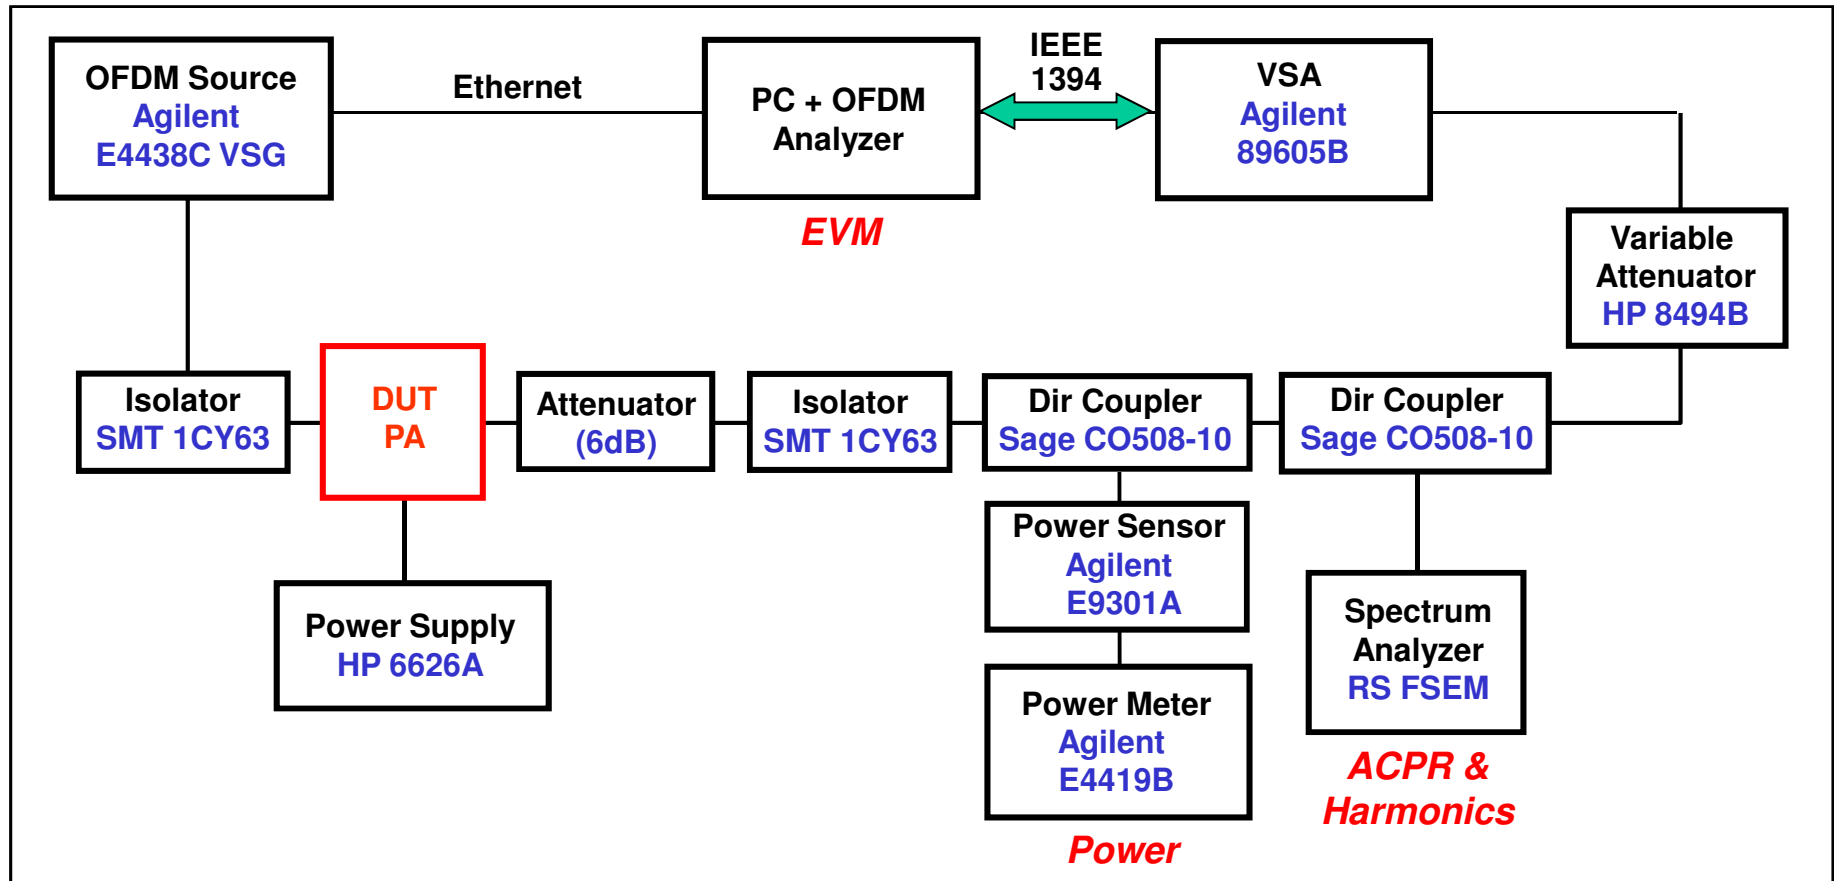 OFDM Source
Agilent
E4438C VSG
Ethernet
PC + OFDM
Analyzer
EVM
IEEE
1394
VSA
Agilent
89605B
Variable
Attenuator
HP 8494B
Isolator
SMT 1CY63
DUT
PA
Attenuator
(6dB)
Isolator
SMT 1CY63
Dir Coupler
Sage CO508-10
Dir Coupler
Sage CO508-10
Power Supply
HP 6626A
Power Sensor
Agilent
E9301A
Power Meter
Agilent
E4419B
Power
Spectrum
Analyzer
RS FSEM
ACPR &
Harmonics